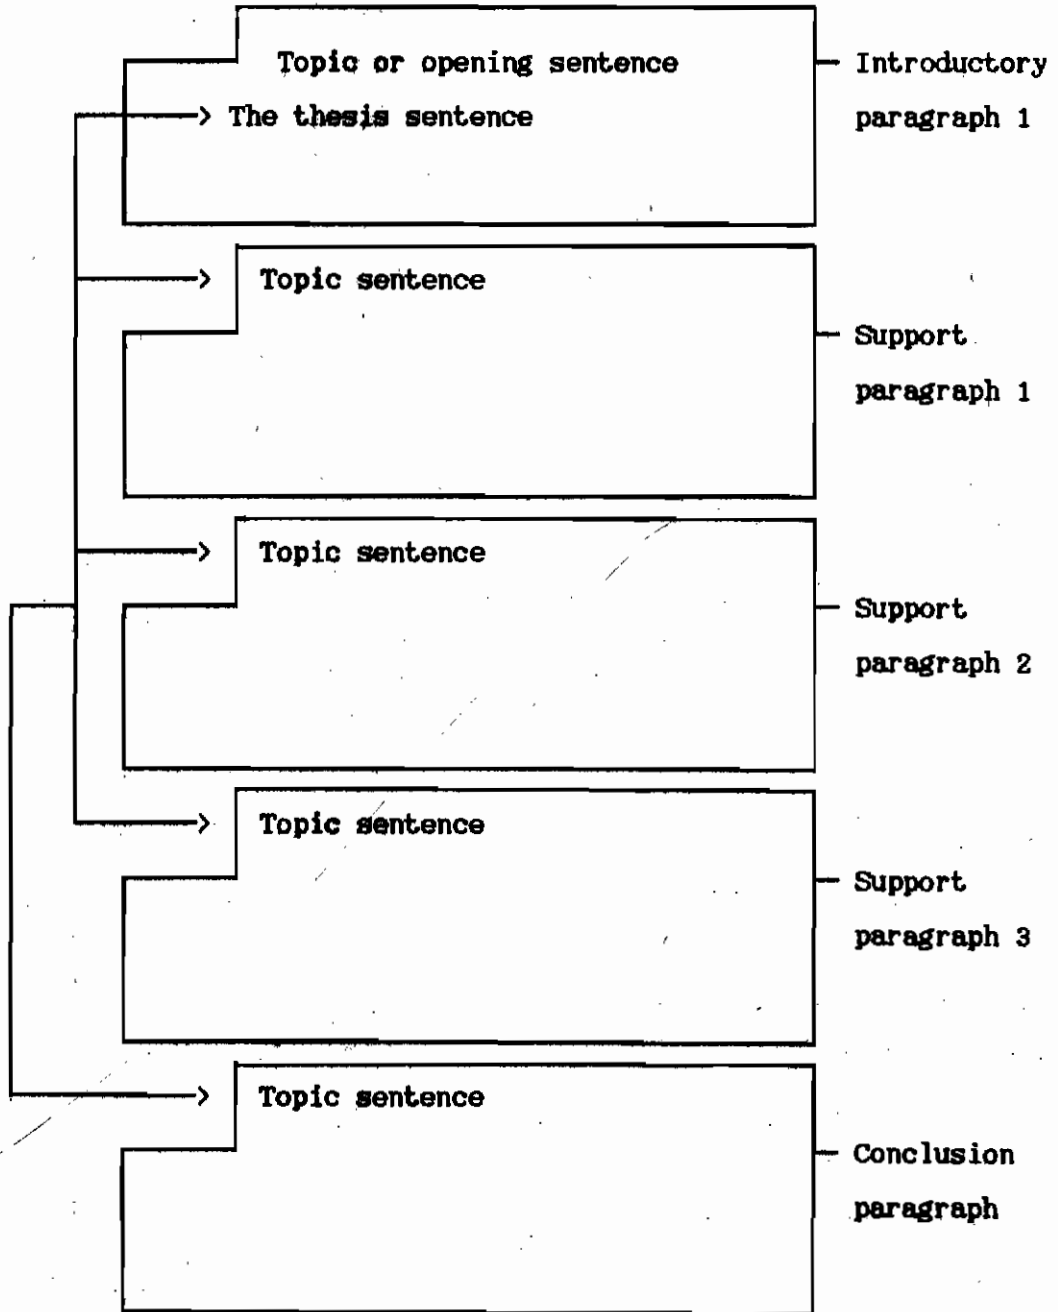 Topic or opening sentence
Introductory
The thesis sentence
paragraph 1
Topic sentence
Support
paragraph 1
Topic sentence
Support
paragraph 2
Topic sentence
Support
paragraph 3
Topic sentence
Conclusion
paragraph